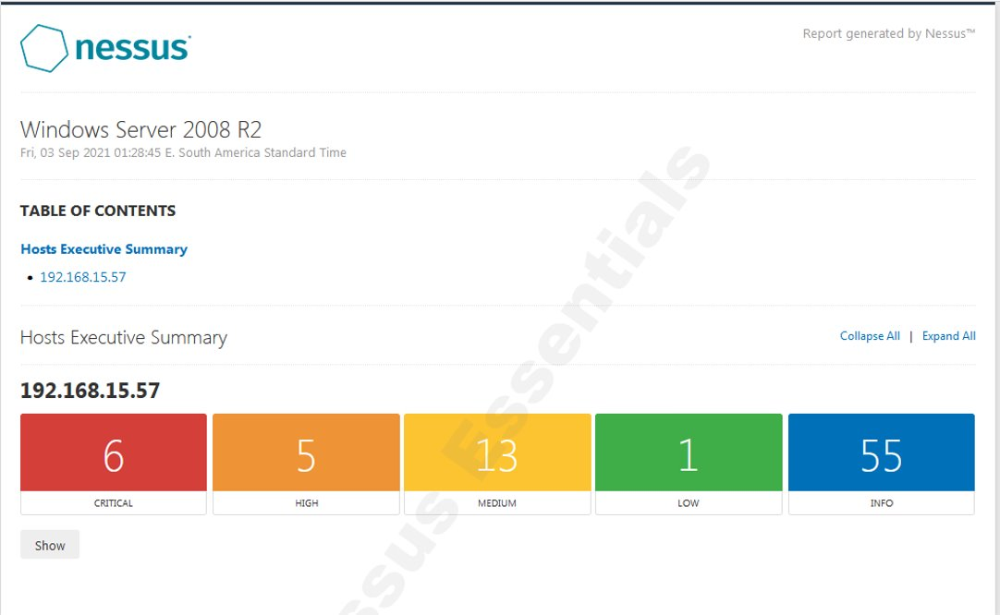 nessus
Report generated by Nessus™
Windows Server 2008 R2
Fri, 03 Sep 2021 01:28:45 E. South America Standard Time
TABLE OF CONTENTS
Hosts Executive Summary
• 192.168.15.57
Hosts Executive Summary
Collapse All | Expand All
192.168.15.57
6 5 13 1 55
CRITICAL HIGH MEDIUM LOW INFO
Show
Nessus Essentials